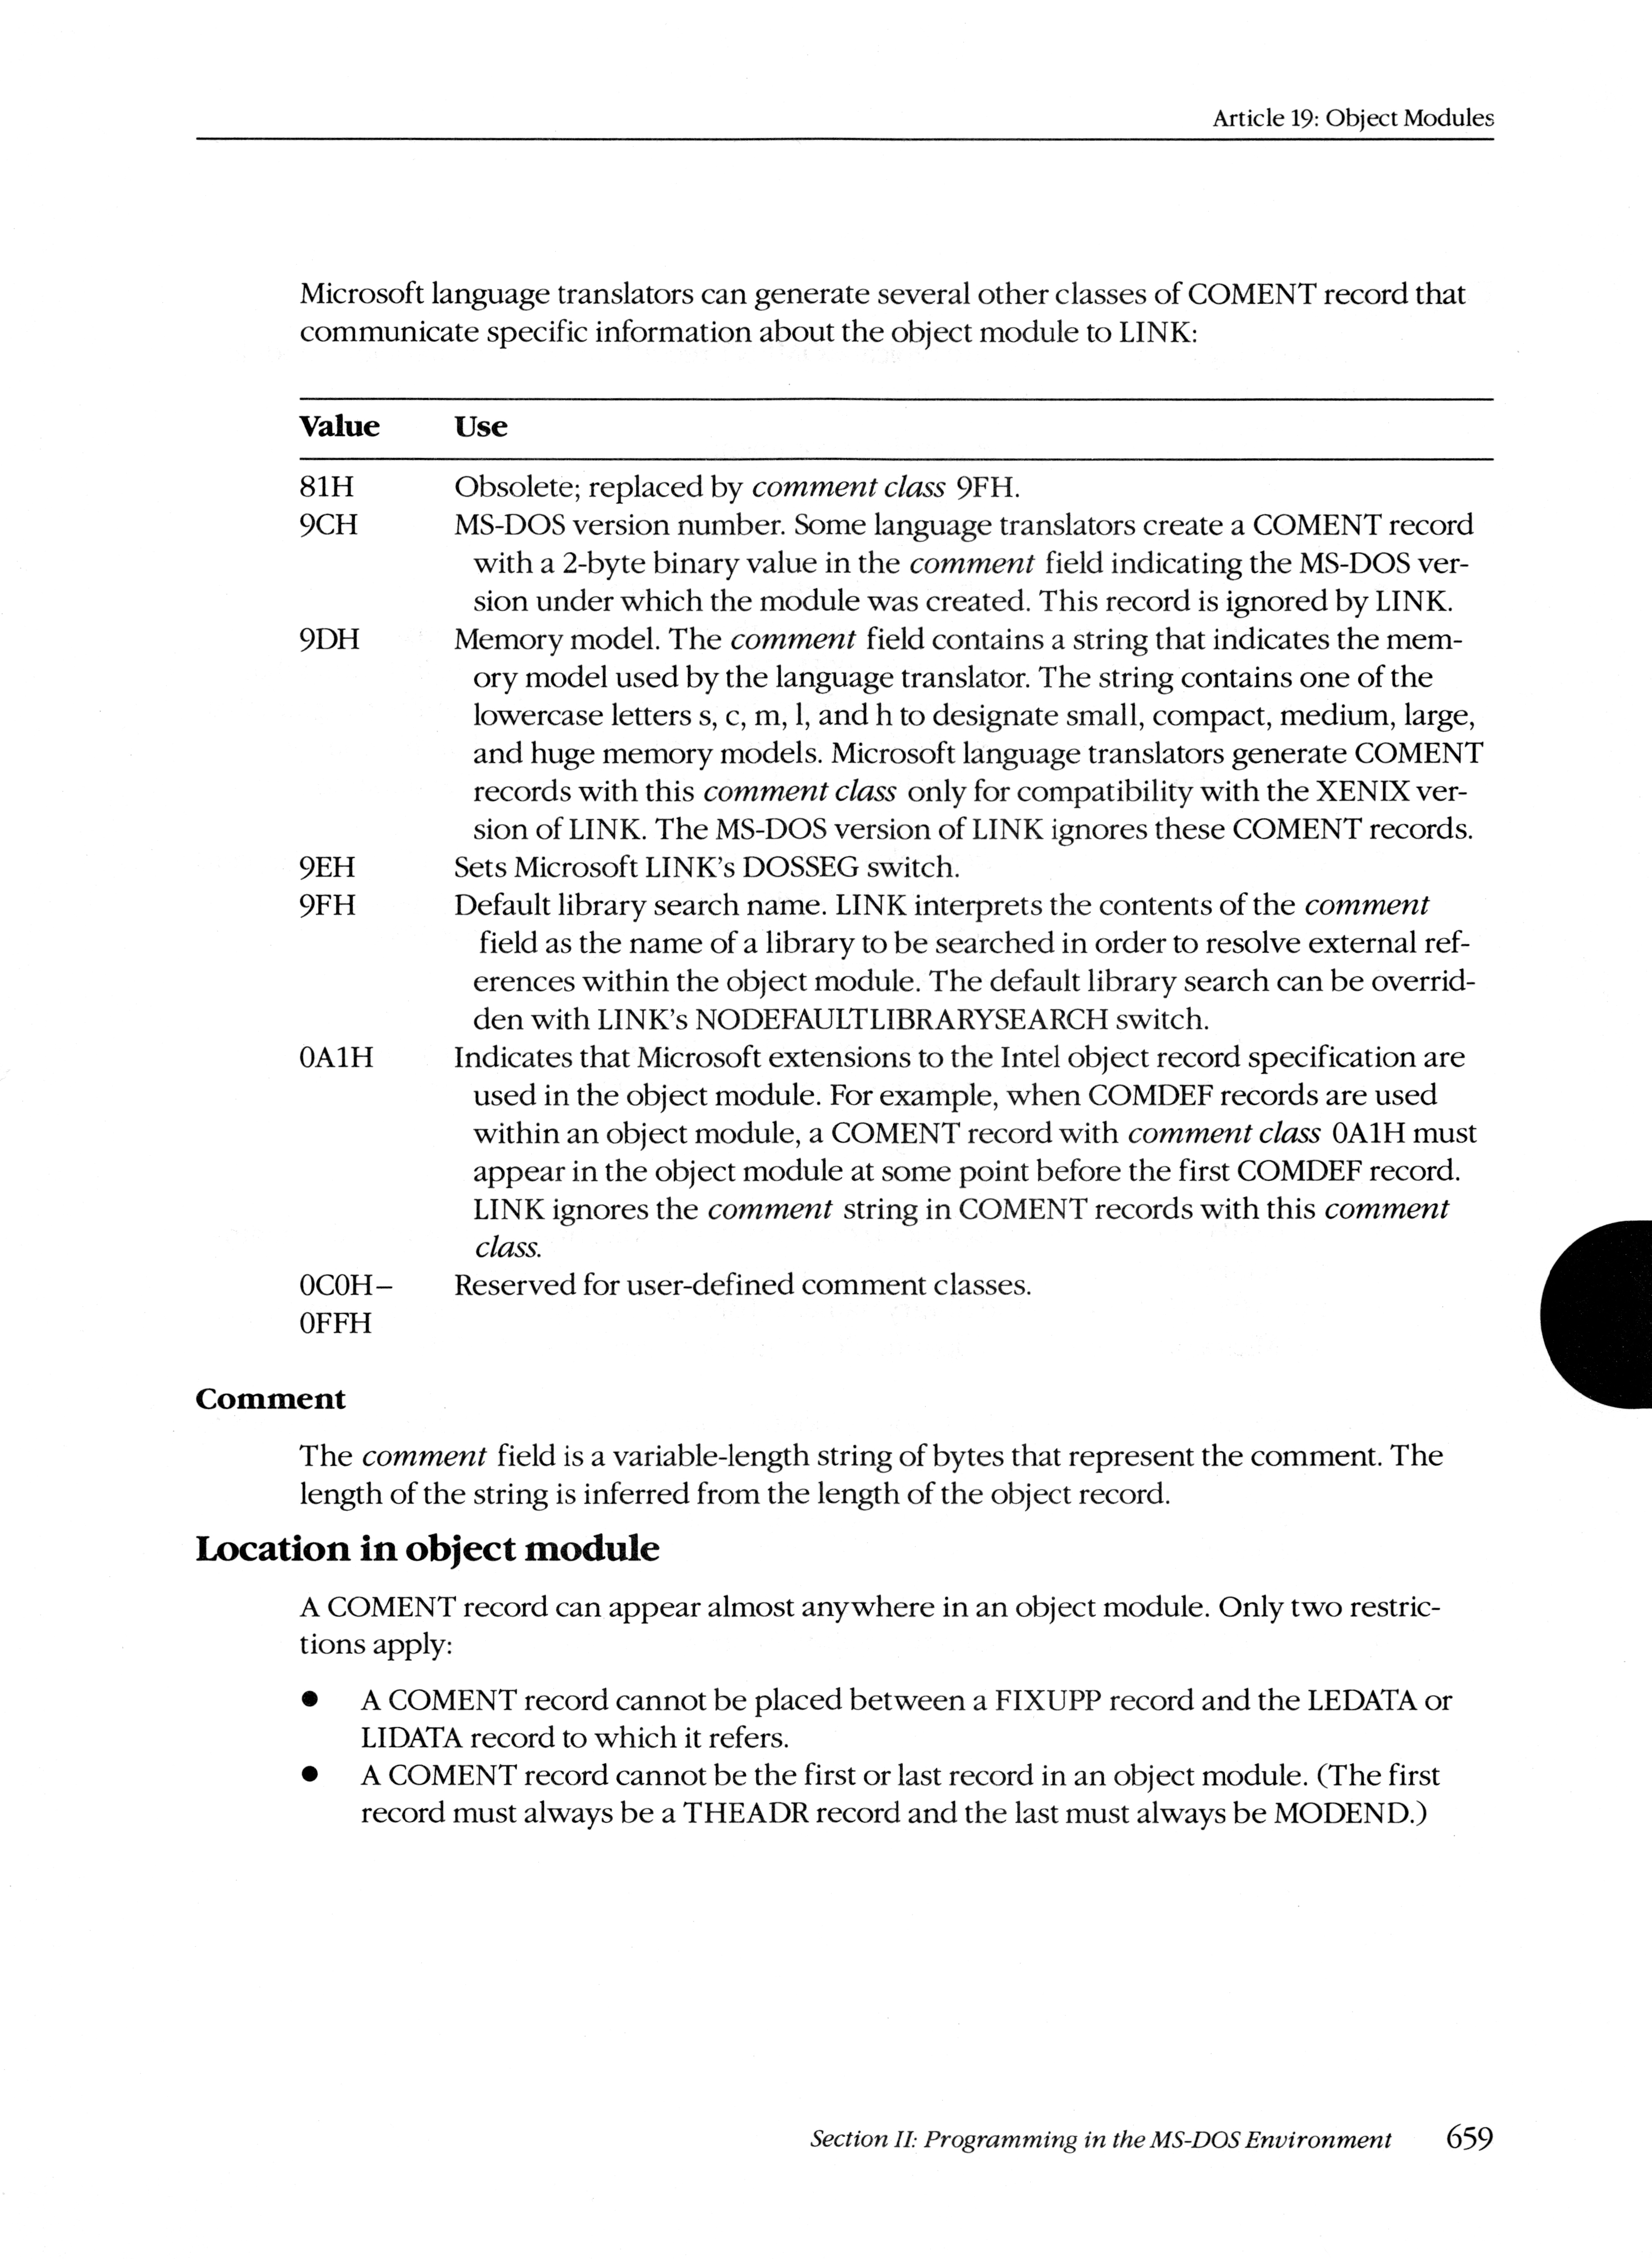 Article 19: Object Modules
Microsoft language translators can generate several other classes of COMENT record that
communicate specific information about the object module to LINK:
Value Use
81H Obsolete; replaced by comment class 9FH.
9CH MS-DOS version number. Some language translators create a COMENT record
with a 2-byte binary value in the comment field indicating the MS-DOS ver-
sion under which the module was created. This record is ignored by LINK.
9DH Memory model. The comment field contains a string that indicates the mem-
ory model used by the language translator. The string contains one of the
lowercase letters s, c, m, l, and h to designate small, compact, medium, large,
and huge memory models. Microsoft language translators generate COMENT
records with this comment class only for compatibility with the XENIX ver-
sion of LINK. The MS-DOS version of LINK ignores these COMENT records.
9EH Sets Microsoft LINK's DOSSEG switch.
9FH Default library search name. LINK interprets the contents of the comment
field as the name of a library to be searched in order to resolve external ref-
erences within the object module. The default library search can be overrid-
den with LINK's NODEFAULTLIBRARYSEARCH switch.
0A1H Indicates that Microsoft extensions to the Intel object record specification are
used in the object module. For example, when COMDEF records are used
within an object module, a COMENT record with comment class 0A1H must
appear in the object module at some point before the first COMDEF record.
LINK ignores the comment string in COMENT records with this comment
class.
0C0H– Reserved for user-defined comment classes.
0FFH
Comment
The comment field is a variable-length string of bytes that represent the comment. The
length of the string is inferred from the length of the object record.
Location in object module
A COMENT record can appear almost anywhere in an object module. Only two restric-
tions apply:
● A COMENT record cannot be placed between a FIXUPP record and the LEDATA or
LIDATA record to which it refers.
● A COMENT record cannot be the first or last record in an object module. (The first
record must always be a THEADR record and the last must always be MODEND.)
Section II: Programming in the MS-DOS Environment 659